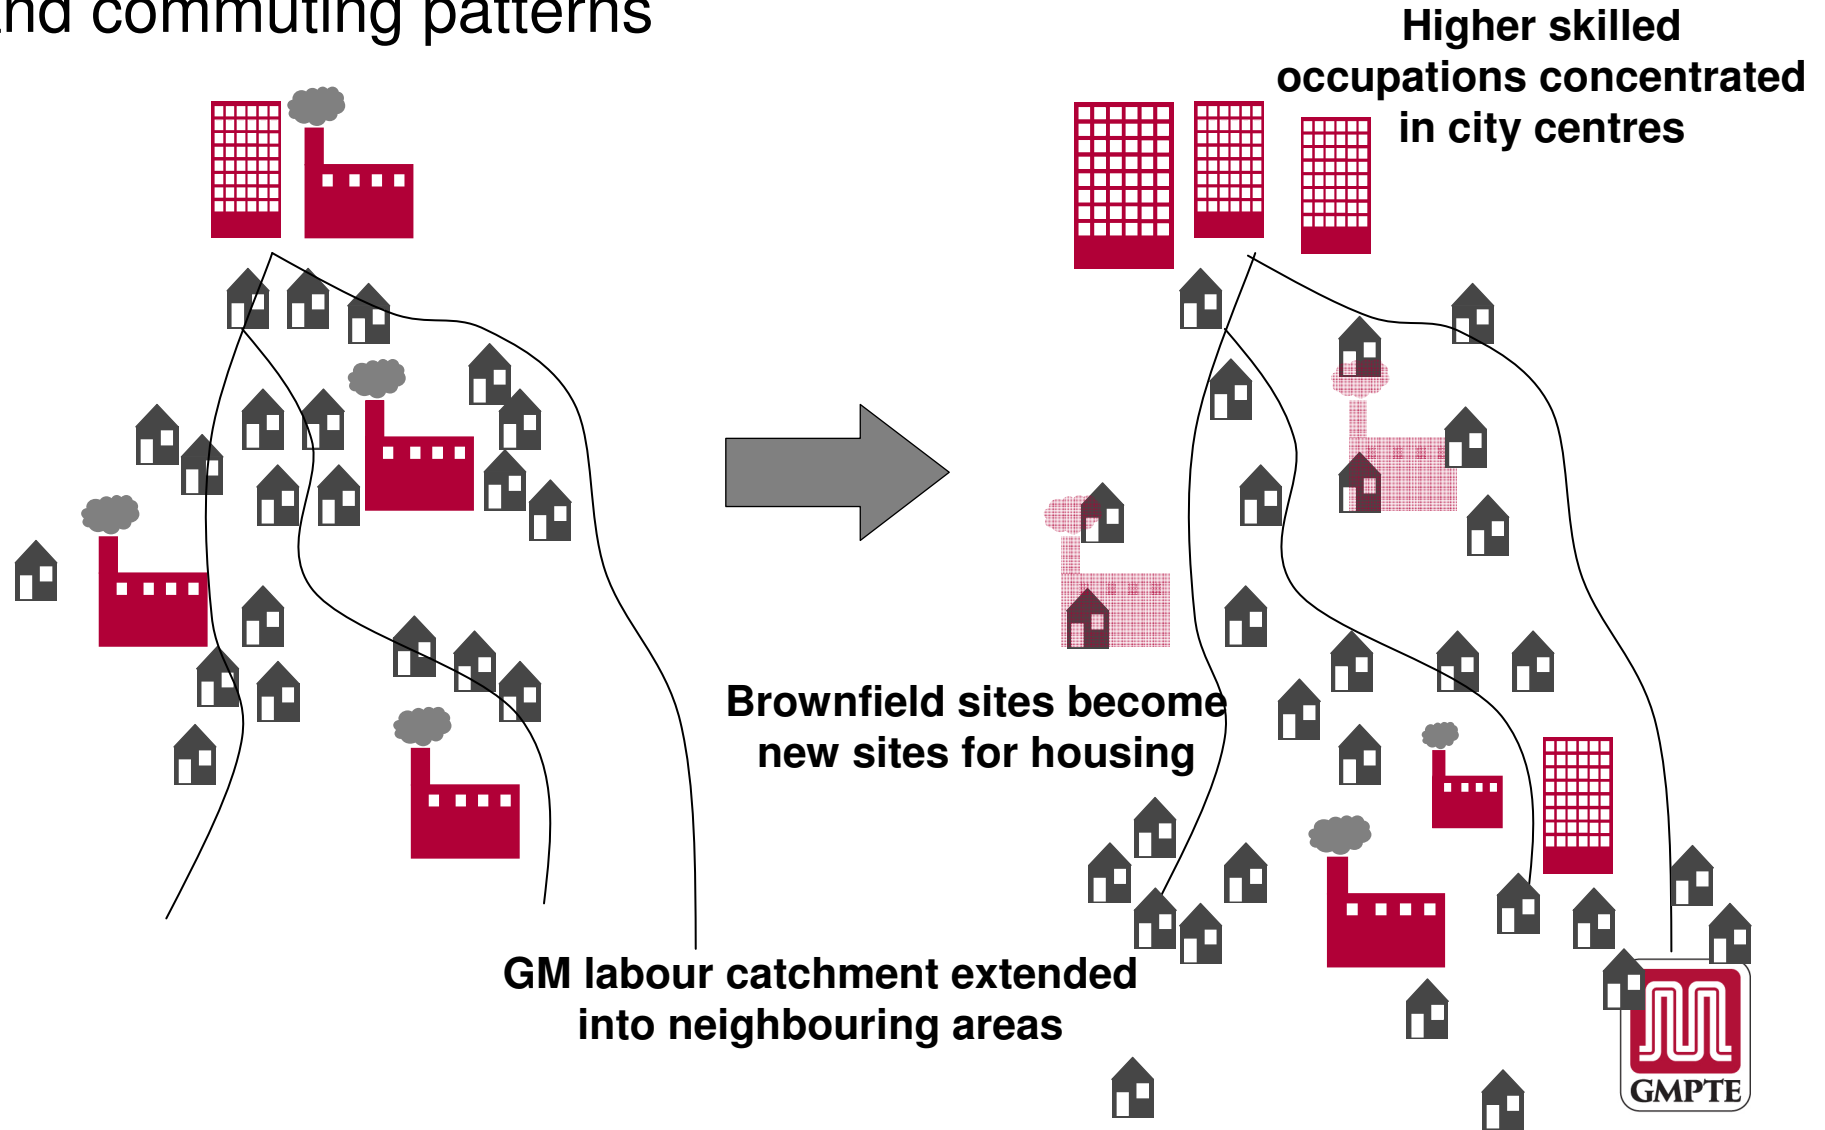 and commuting patterns
Higher skilled
occupations concentrated
in city centres
Brownfield sites become
new sites for housing
GM labour catchment extended
into neighbouring areas
GMPTE